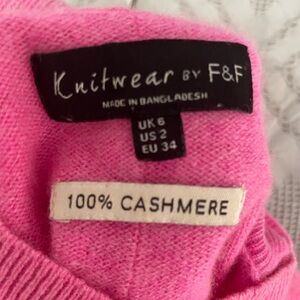 Knitwear BY F&F
MADE IN BANGLADESH
UK 6
US 2
EU 34
100% CASHMERE